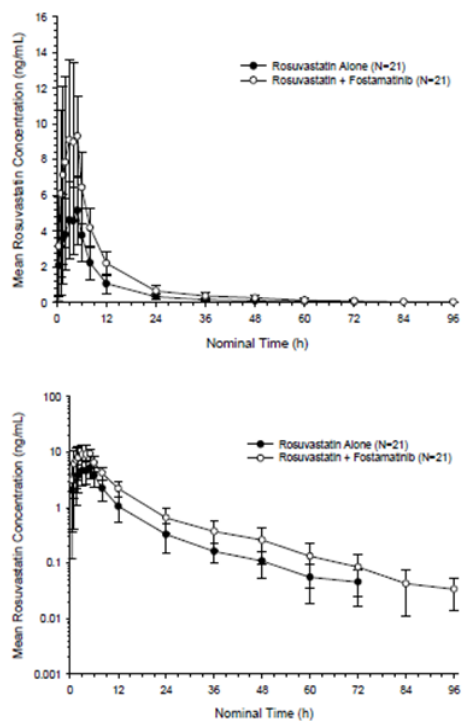 Mean Rosuvastatin Concentration (ng/mL)
16
14
12
10
8
6
4
2
0
Rosuvastatin Alone (N=21)
Rosuvastatin + Fostamatinib (N=21)
0 12 24 36 48 60 72 84 96
Nominal Time (h)
Mean Rosuvastatin Concentration (ng/mL)
100
10
1
0.1
0.01
0.001
Rosuvastatin Alone (N=21)
Rosuvastatin + Fostamatinib (N=21)
0 12 24 36 48 60 72 84 96
Nominal Time (h)